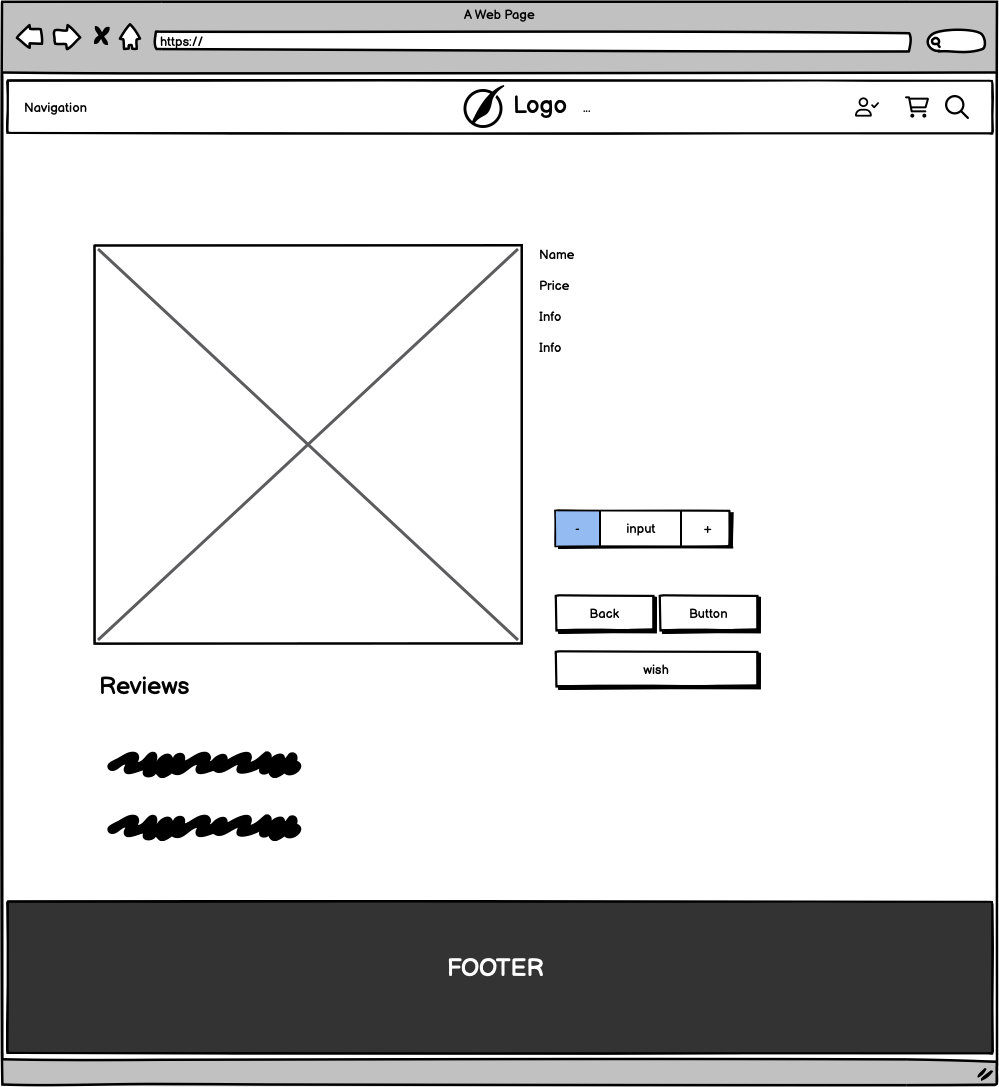 A Web Page
https://
Navigation
Logo
...
Name
Price
Info
Info
- input +
Back Button
wish
Reviews
FOOTER